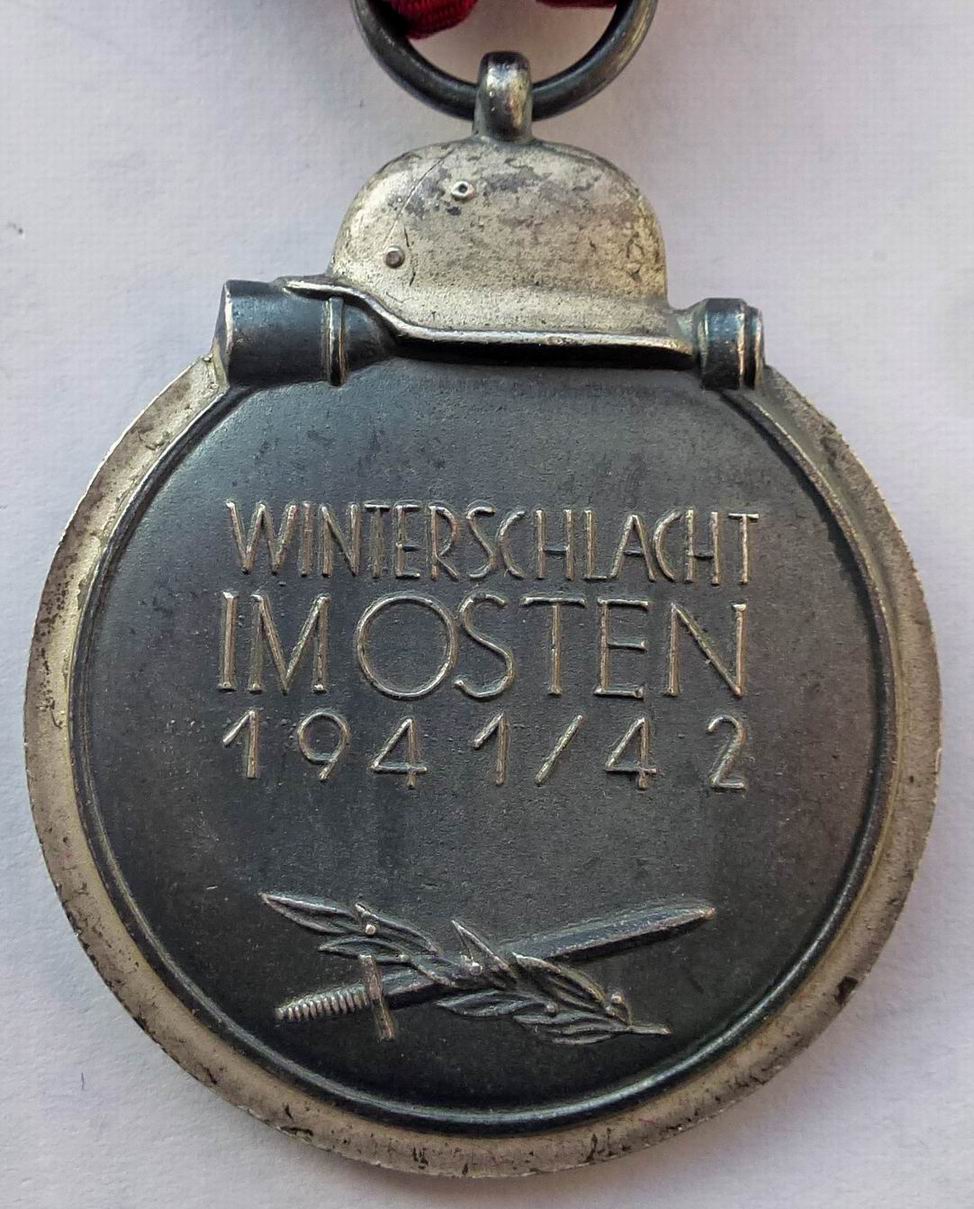 WINTERSCHLACHT
IM OSTEN
1941/42